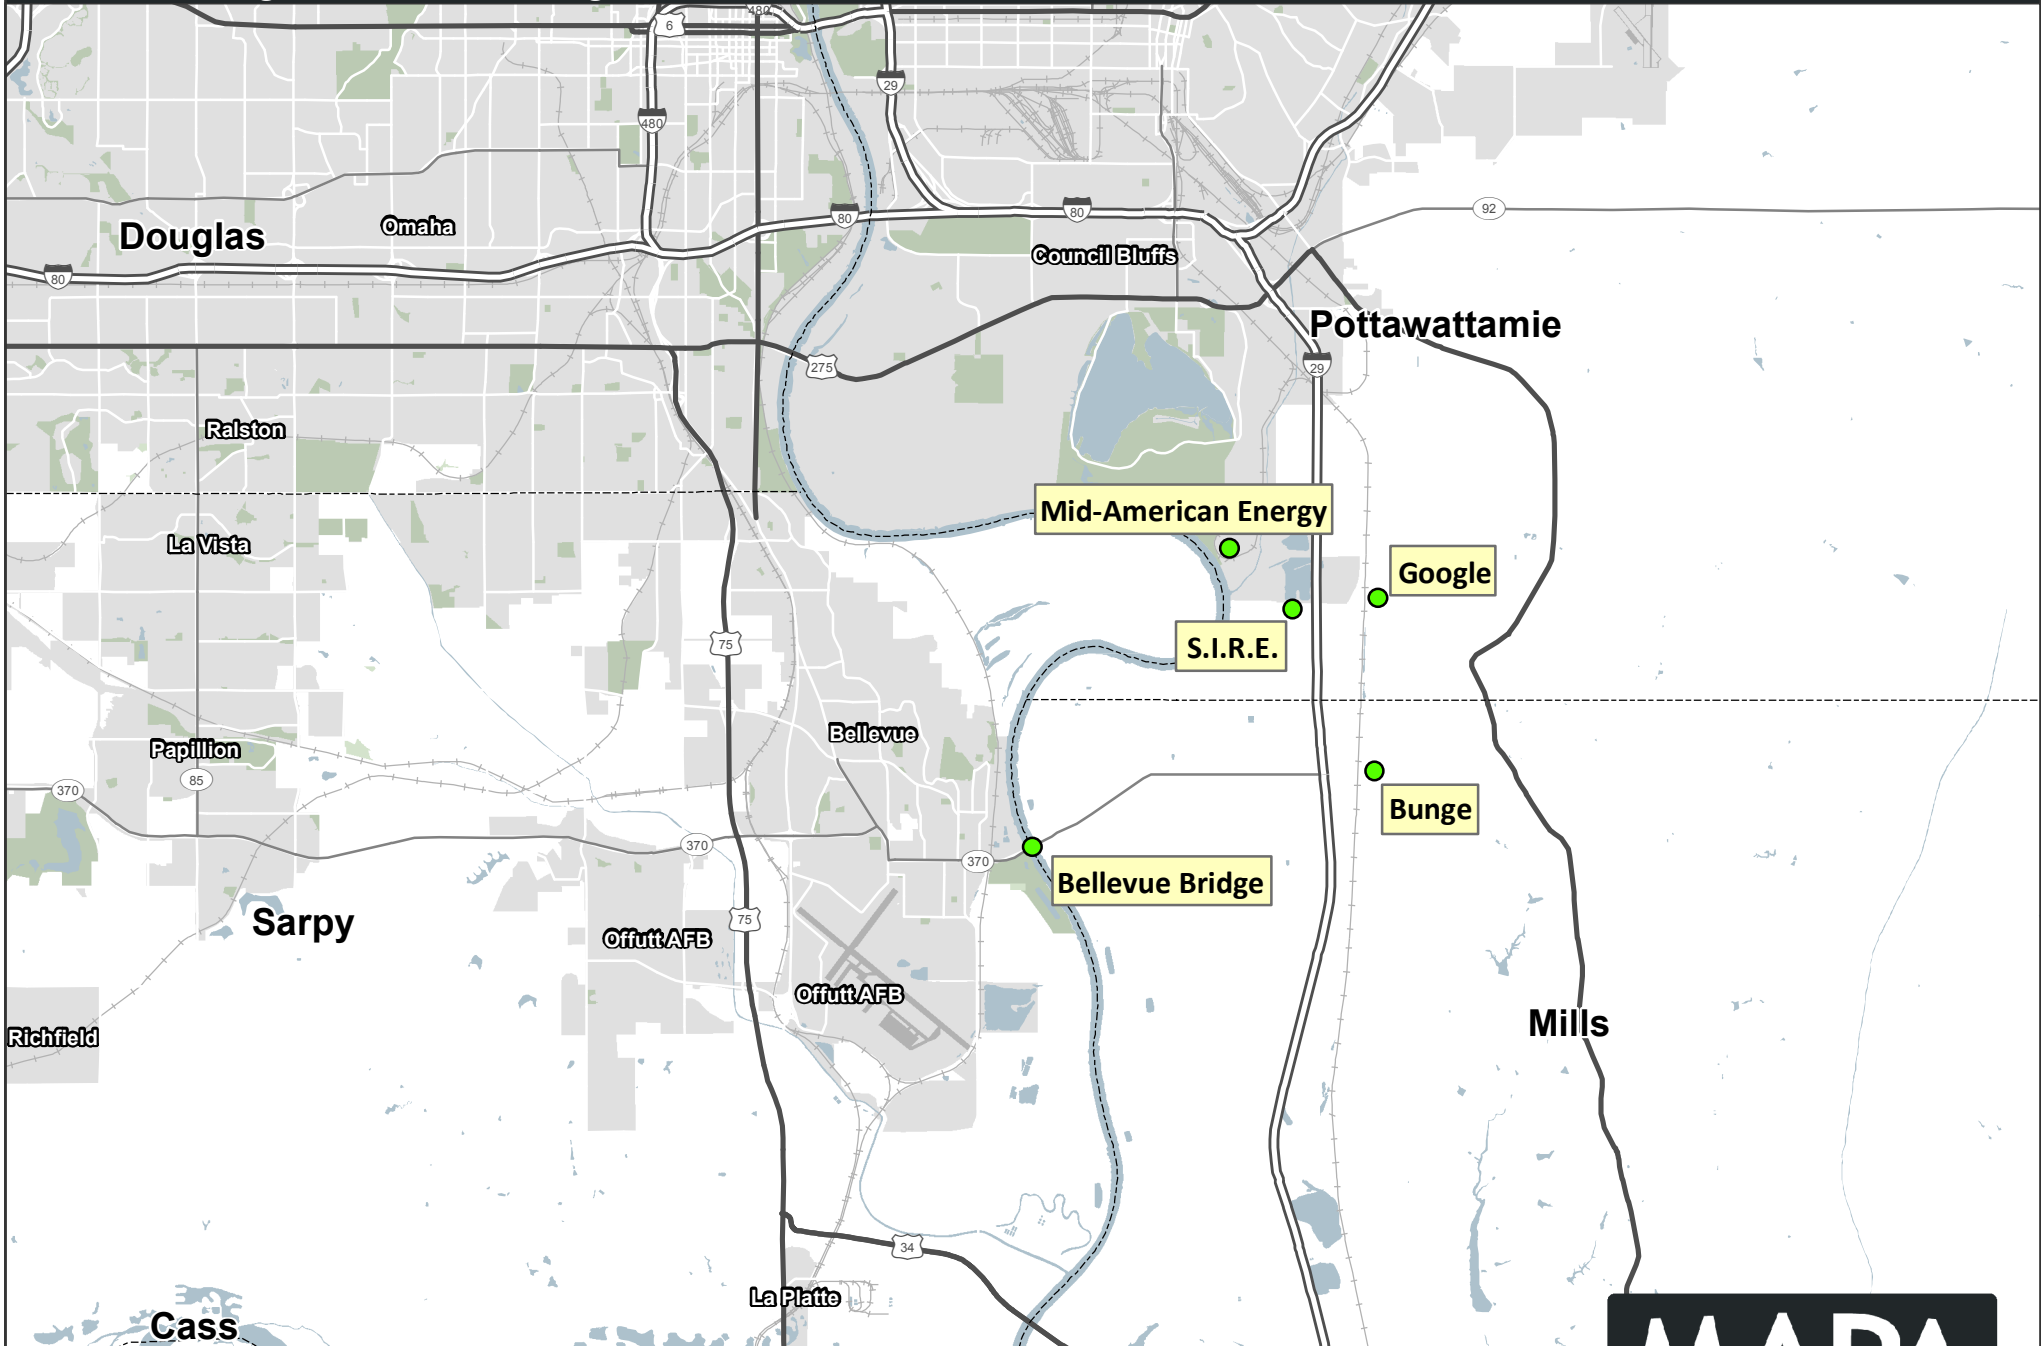 480
6
29
480
80
80
92
Douglas
Omaha
Council Bluffs
80
Pottawattamie
275
29
Ralston
Mid-American Energy
La Vista
Google
75
S.I.R.E.
Bellevue
Papillion
85
370
Bunge
370
370
Bellevue Bridge
75
Sarpy
Offutt AFB
Offutt AFB
Mills
Richfield
34
La Platte
Cass
MAPA